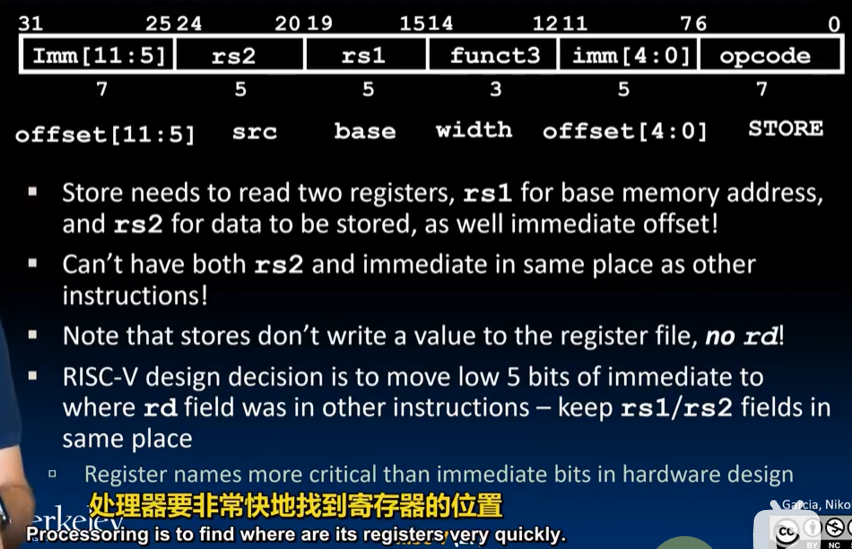 31 25 24 20 19 15 14 12 11 7 6 0
Imm[11:5] rs2 rs1 funct3 imm[4:0] opcode
7 5 5 3 5 7
offset[11:5] src base width offset[4:0] STORE
▪ Store needs to read two registers, rs1 for base memory address,
and rs2 for data to be stored, as well immediate offset!
▪ Can't have both rs2 and immediate in same place as other
instructions!
▪ Note that stores don't write a value to the register file, no rd!
▪ RISC-V design decision is to move low 5 bits of immediate to
where rd field was in other instructions – keep rs1/rs2 fields in
same place
▫ Register names more critical than immediate bits in hardware design
处理器要非常快地找到寄存器的位置
Garcia, Niko
erkeley
Processoring is to find where are its registers very quickly.
cc
BY NC